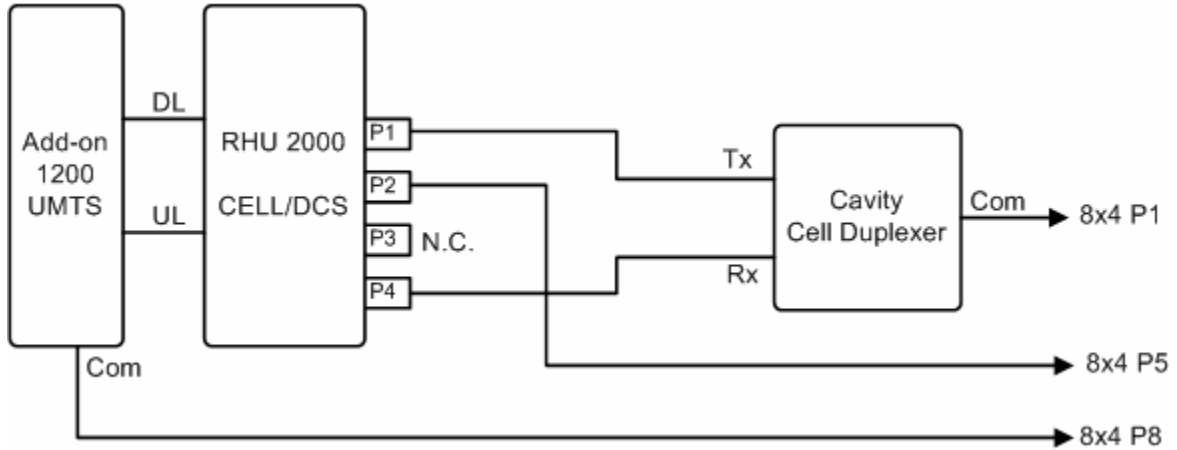 Add-on
1200
UMTS
DL
UL
RHU 2000
CELL/DCS
P1
P2
P3
N.C.
P4
Tx
Rx
Cavity
Cell Duplexer
Com
8x4 P1
8x4 P5
Com
8x4 P8